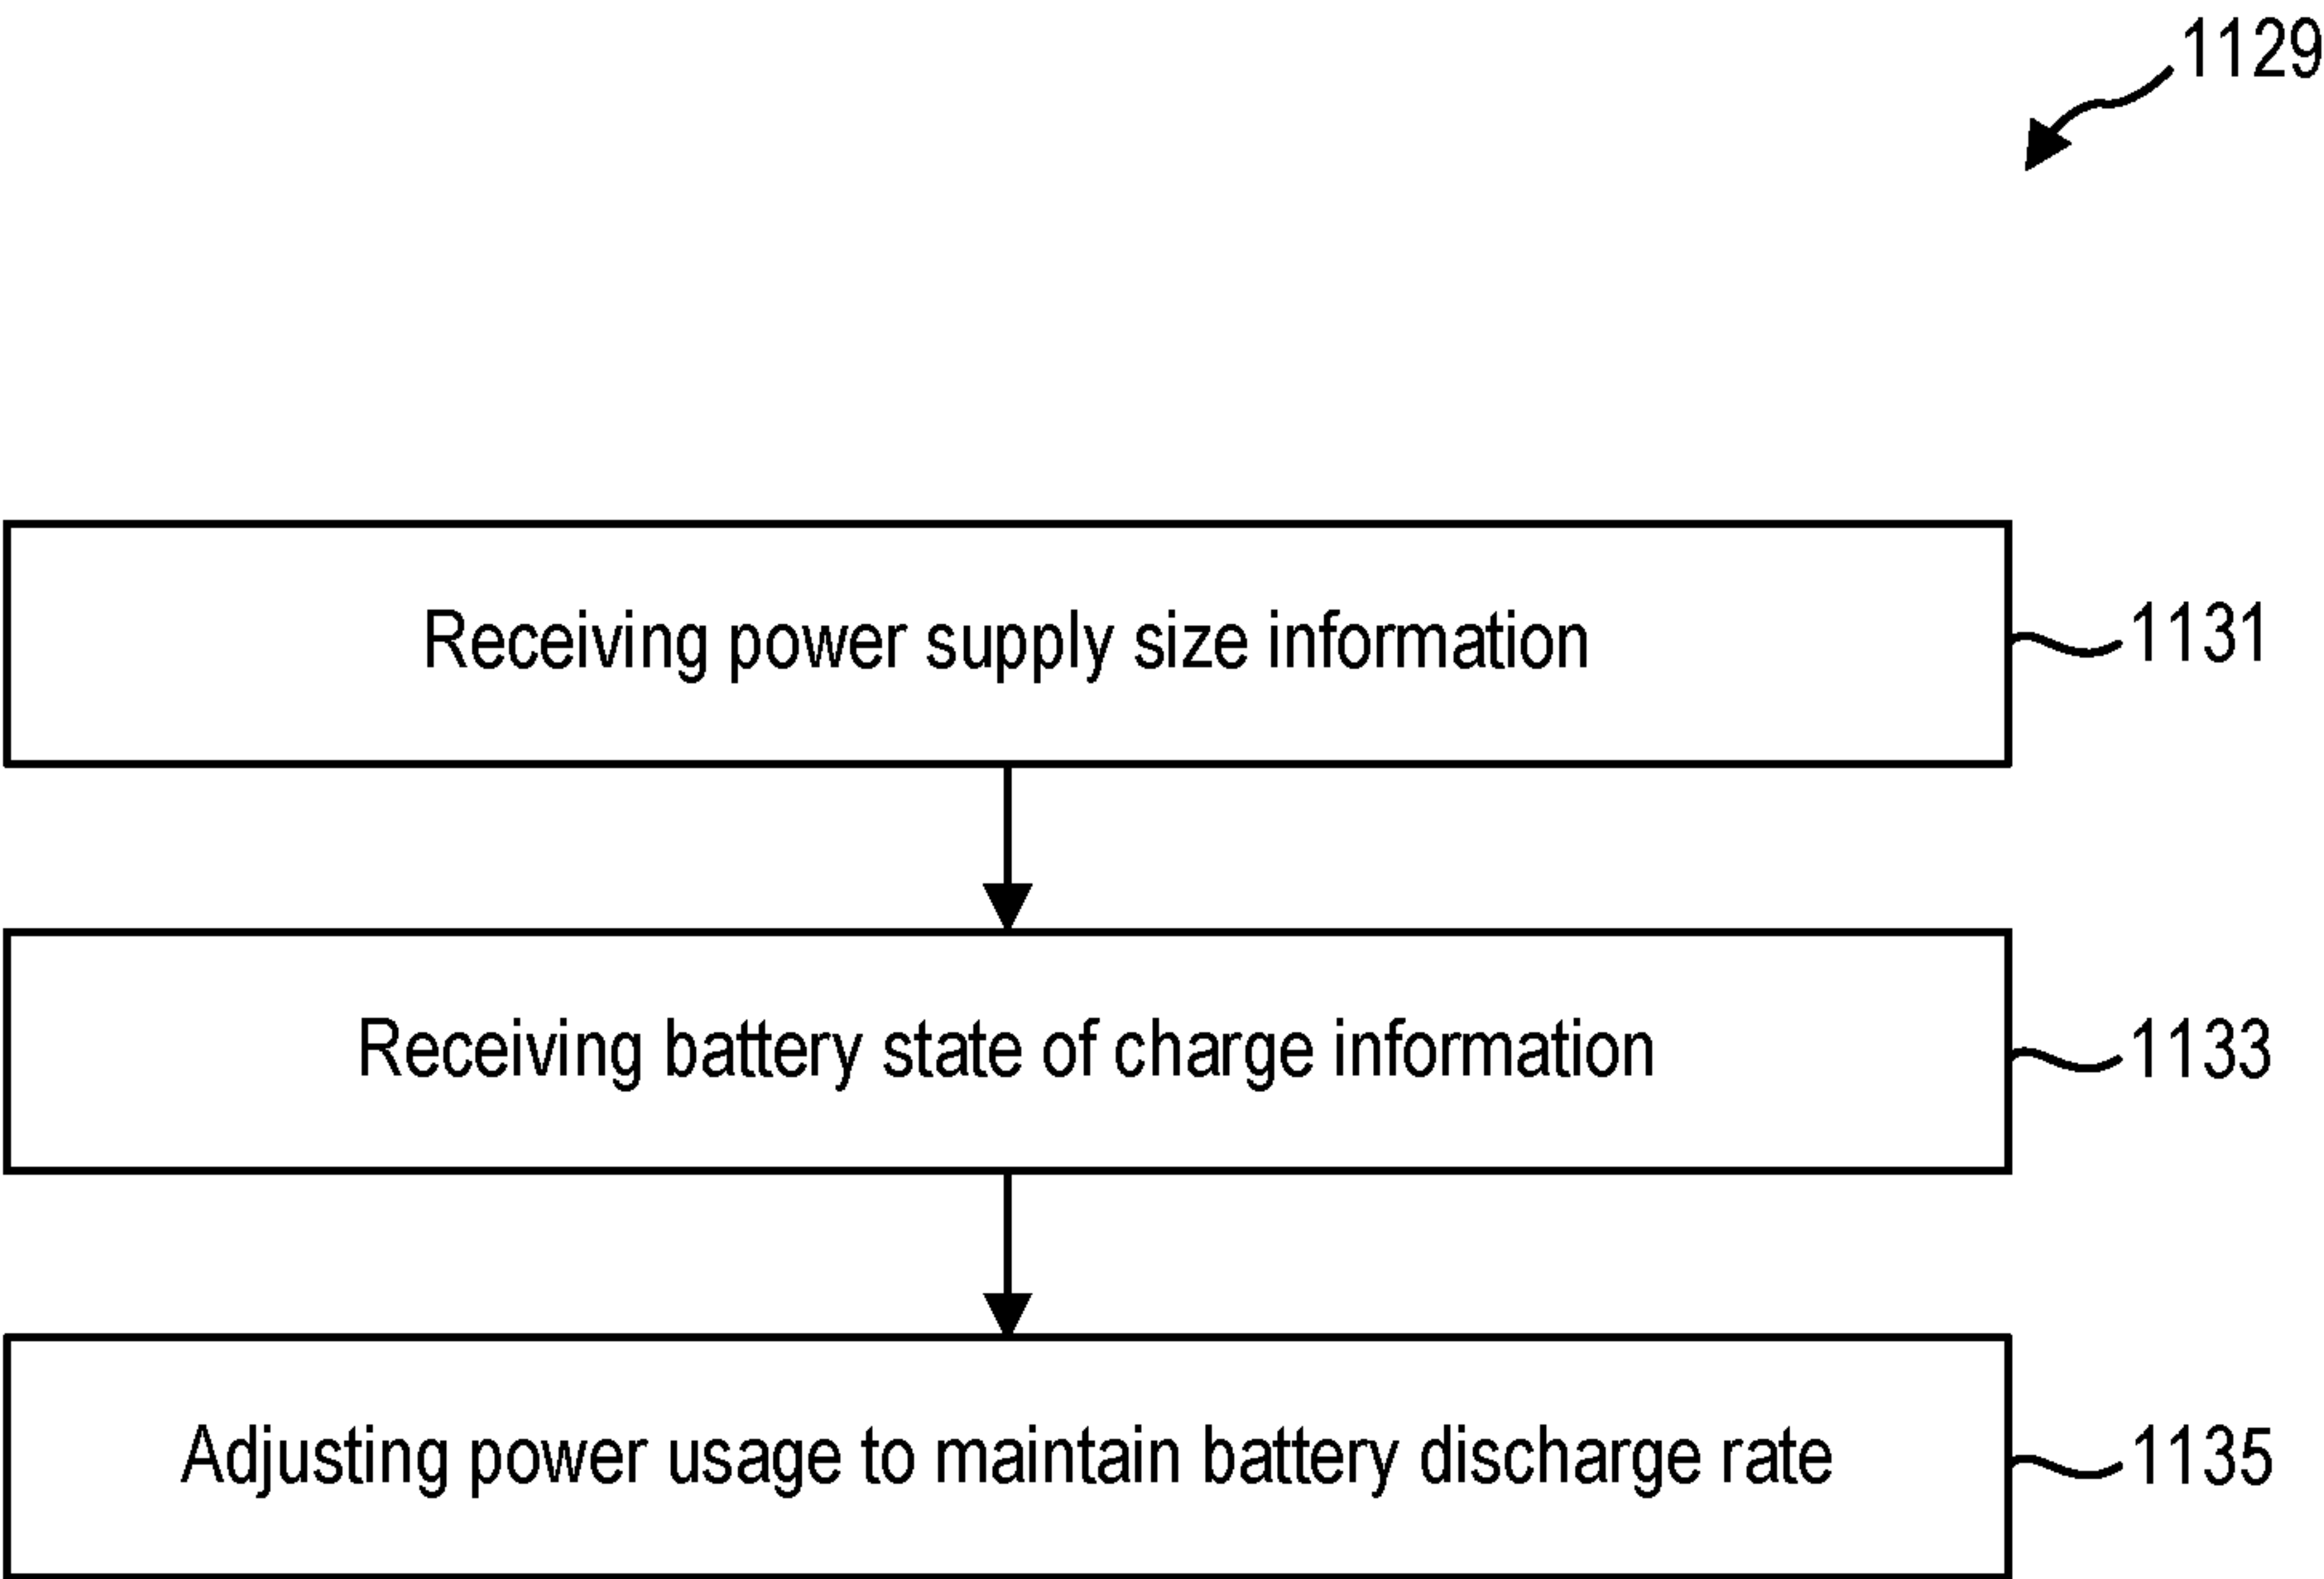 1129
Receiving power supply size information
1131
Receiving battery state of charge information
1133
Adjusting power usage to maintain battery discharge rate
1135